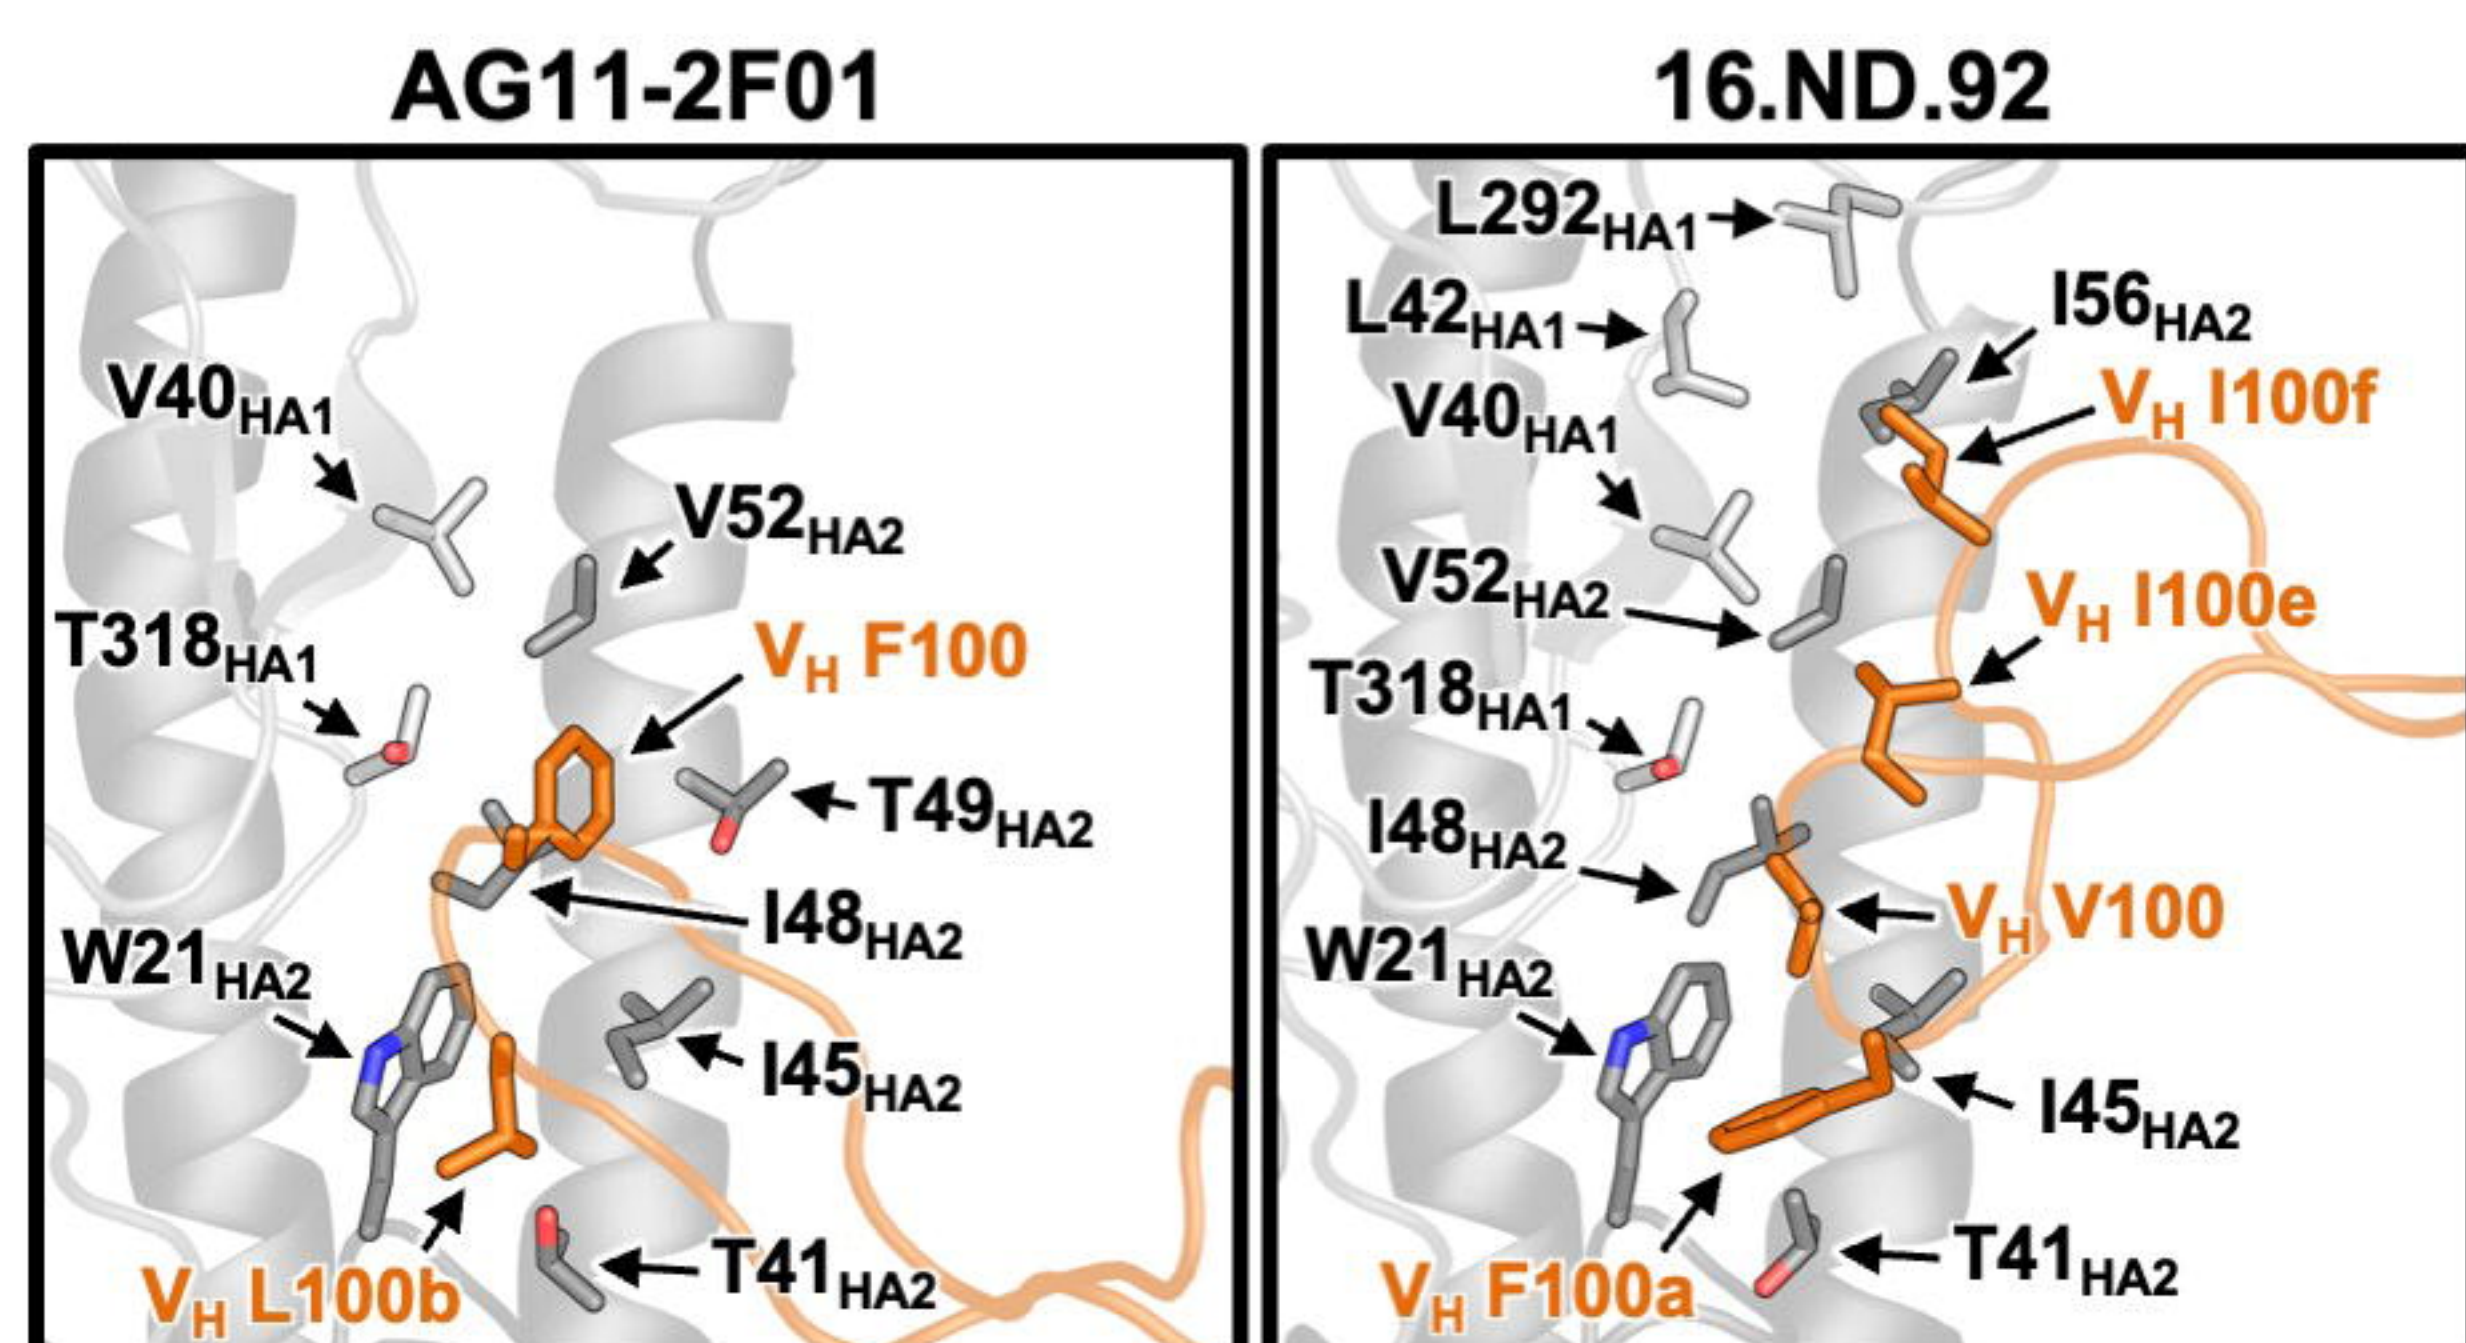 AG11-2F01
V40HA1
V52HA2
T318HA1
VH F100
T49HA2
I48HA2
W21HA2
I45HA2
VH L100b
T41HA2
16.ND.92
L292HA1
L42HA1
I56HA2
VH I100f
V40HA1
V52HA2
VH I100e
T318HA1
I48HA2
VH V100
W21HA2
I45HA2
VH F100a
T41HA2